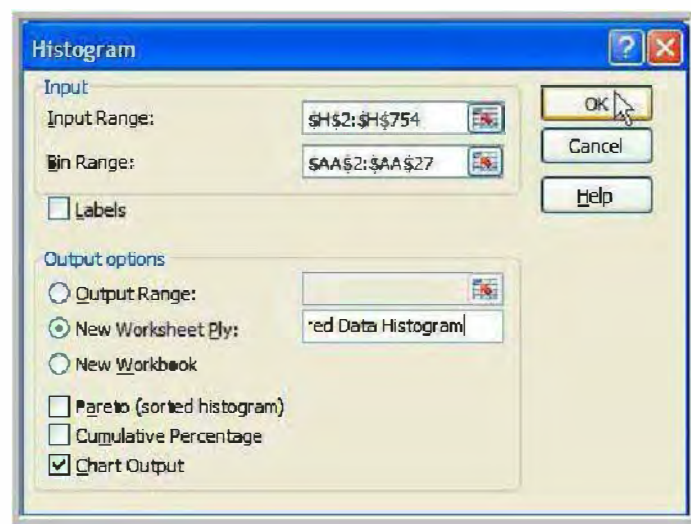 Histogram
Input
Input Range: $H$2:$H$754
Bin Range: $AA$2:$AA$27
Labels
OK
Cancel
Help
Output options
Output Range:
New Worksheet Ply: red Data Histogram
New Workbook
Pareto (sorted histogram)
Cumulative Percentage
Chart Output